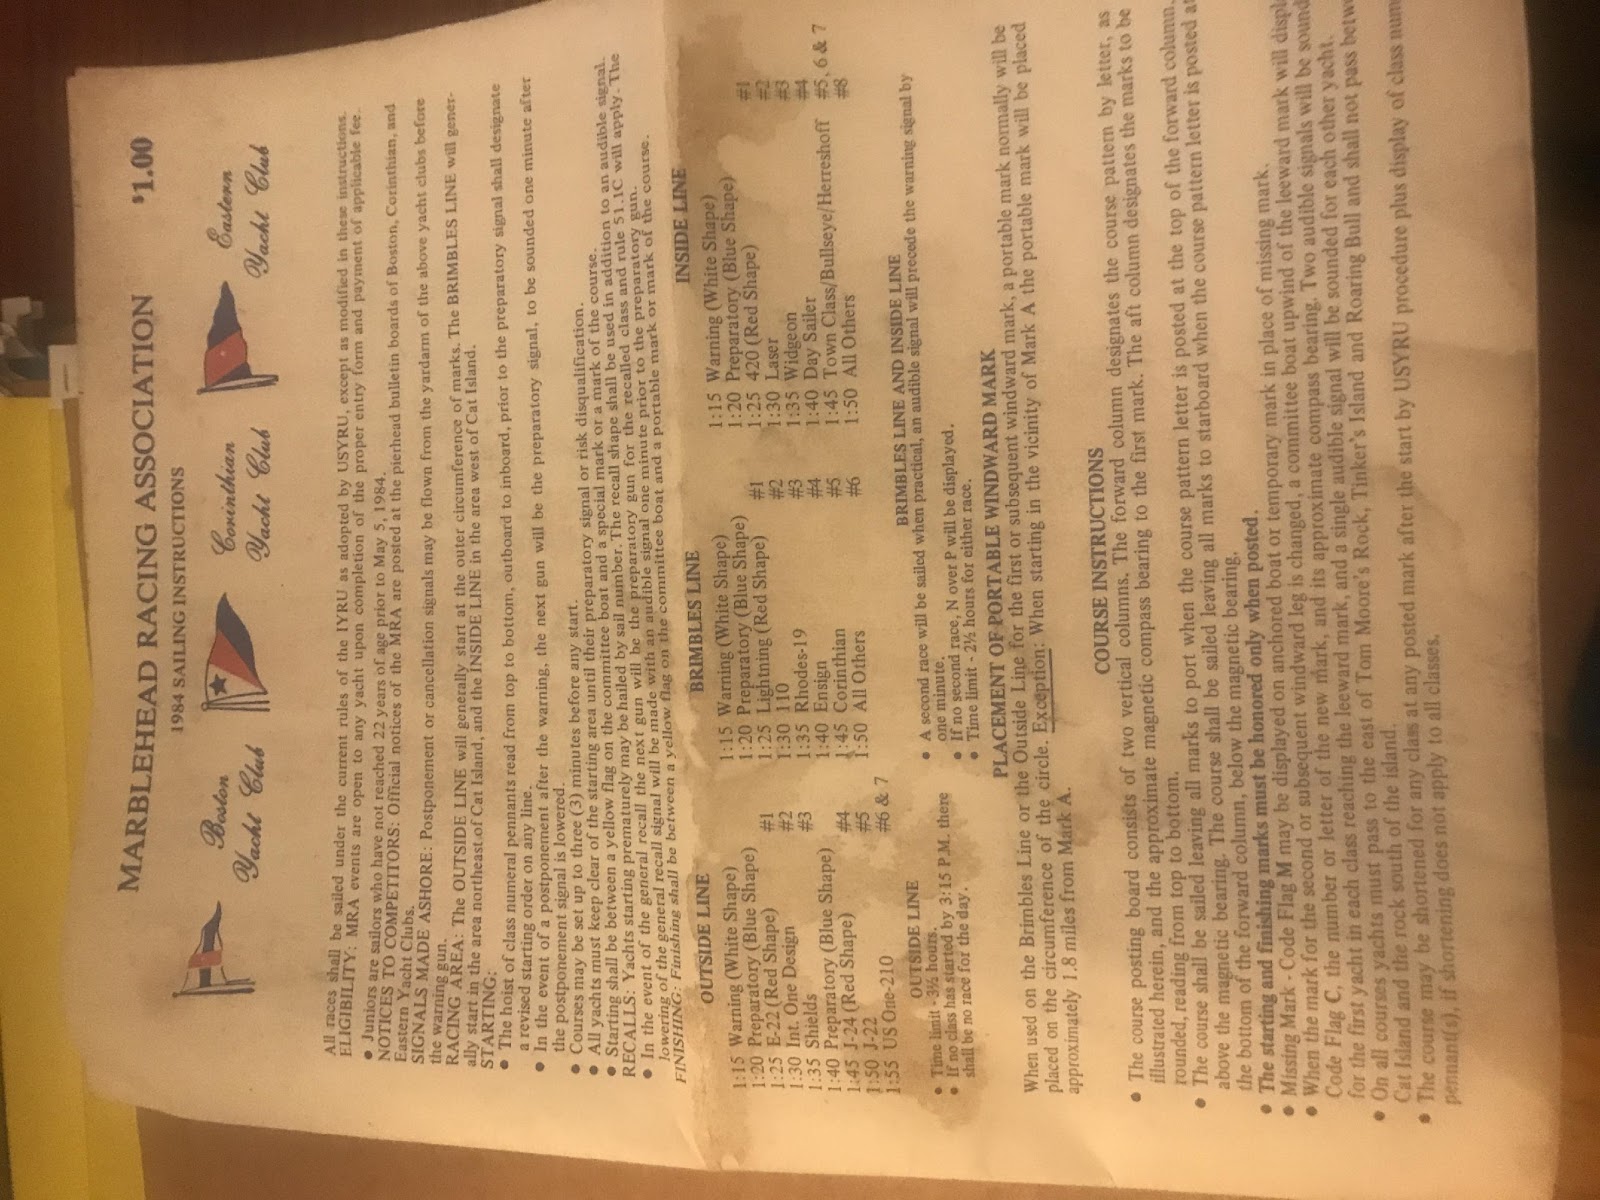 MARBLEHEAD RACING ASSOCIATION $1.00
1984 SAILING INSTRUCTIONS
Boston
Yacht Club
Corinthian
Yacht Club
Eastern
Yacht Club
All races shall be sailed under the current rules of the IYRU as adopted by USYRU, except as modified in these instructions.
ELIGIBILITY: MRA events are open to any yacht upon completion of the proper entry form and payment of applicable fee.
• Juniors are sailors who have not reached 22 years of age prior to May 5, 1984.
NOTICES TO COMPETITORS: Official notices of the MRA are posted at the pierhead bulletin boards of Boston, Corinthian, and
Eastern Yacht Clubs.
SIGNALS MADE ASHORE: Postponement or cancellation signals may be flown from the yardarm of the above yacht clubs before
the warning gun.
RACING AREA: The OUTSIDE LINE will generally start at the outer circumference of marks. The BRIMBLES LINE will gener-
ally start in the area northeast of Cat Island, and the INSIDE LINE in the area west of Cat Island.
STARTING:
• The hoist of class numeral pennants read from top to bottom, outboard to inboard, prior to the preparatory signal shall designate
a revised starting order on any line.
• In the event of a postponement after the warning, the next gun will be the preparatory signal, to be sounded one minute after
the postponement signal is lowered.
• Courses may be set up to three (3) minutes before any start.
• All yachts must keep clear of the starting area until their preparatory signal or risk disqualification.
• Starting shall be between a yellow flag on the committee boat and a special mark or a mark of the course.
RECALLS: Yachts starting prematurely may be hailed by sail number. The recall shape shall be used in addition to an audible signal.
• In the event of the general recall the next gun will be the preparatory gun for the recalled class and rule 51.1C will apply. The
lowering of the general recall signal will be made with an audible signal one minute prior to the preparatory gun.
FINISHING: Finishing shall be between a yellow flag on the committee boat and a portable mark or mark of the course.
OUTSIDE LINE
1:15 Warning (White Shape)
1:20 Preparatory (Blue Shape)
1:25 E-22 (Red Shape) #1
1:30 Int. One Design #2
1:35 Shields #3
1:40 Preparatory (Blue Shape)
1:45 J-24 (Red Shape) #4
1:50 J-22 #5
1:55 US One-210 #6 & 7
BRIMBLES LINE
1:15 Warning (White Shape)
1:20 Preparatory (Blue Shape)
1:25 Lightning (Red Shape) #1
1:30 110 #2
1:35 Rhodes-19 #3
1:40 Ensign #4
1:45 Corinthian #5
1:50 All Others #6
INSIDE LINE
1:15 Warning (White Shape)
1:20 Preparatory (Blue Shape)
1:25 420 (Red Shape) #1
1:30 Laser #2
1:35 Widgeon #3
1:40 Day Sailer #4
1:45 Town Class/Bullseye/Herreshoff #5, 6 & 7
1:50 All Others #8
OUTSIDE LINE
• Time limit - 3½ hours.
• If no class has started by 3:15 P.M. there
shall be no race for the day.
BRIMBLES LINE AND INSIDE LINE
• A second race will be sailed when practical, an audible signal will precede the warning signal by
one minute.
• If no second race, N over P will be displayed.
• Time limit - 2½ hours for either race.
PLACEMENT OF PORTABLE WINDWARD MARK
When used on the Brimbles Line or the Outside Line for the first or subsequent windward mark, a portable mark normally will be
placed on the circumference of the circle. Exception: When starting in the vicinity of Mark A the portable mark will be placed
approximately 1.8 miles from Mark A.
COURSE INSTRUCTIONS
• The course posting board consists of two vertical columns. The forward column designates the course pattern by letter, as
illustrated herein, and the approximate magnetic compass bearing to the first mark. The aft column designates the marks to be
rounded, reading from top to bottom.
• The course shall be sailed leaving all marks to port when the course pattern letter is posted at the top of the forward column,
above the magnetic bearing. The course shall be sailed leaving all marks to starboard when the course pattern letter is posted at
the bottom of the forward column, below the magnetic bearing.
• The starting and finishing marks must be honored only when posted.
• Missing Mark - Code Flag M may be displayed on anchored boat or temporary mark in place of missing mark.
• When the mark for the second or subsequent windward leg is changed, a committee boat upwind of the leeward mark will
Code Flag C, the number or letter of the new mark, and its approximate compass bearing. Two audible signals will be
for the first yacht in each class reaching the leeward mark, and a single audible signal will be sounded for each other yacht.
• On all courses yachts must pass to the east of Tom Moore's Rock, Tinker's Island and Roaring Bull and shall not pass
Cat Island and the rock south of the island.
• The course may be shortened for any class at any posted mark after the start by USYRU procedure plus display of class
pennant(s), if shortening does not apply to all classes.